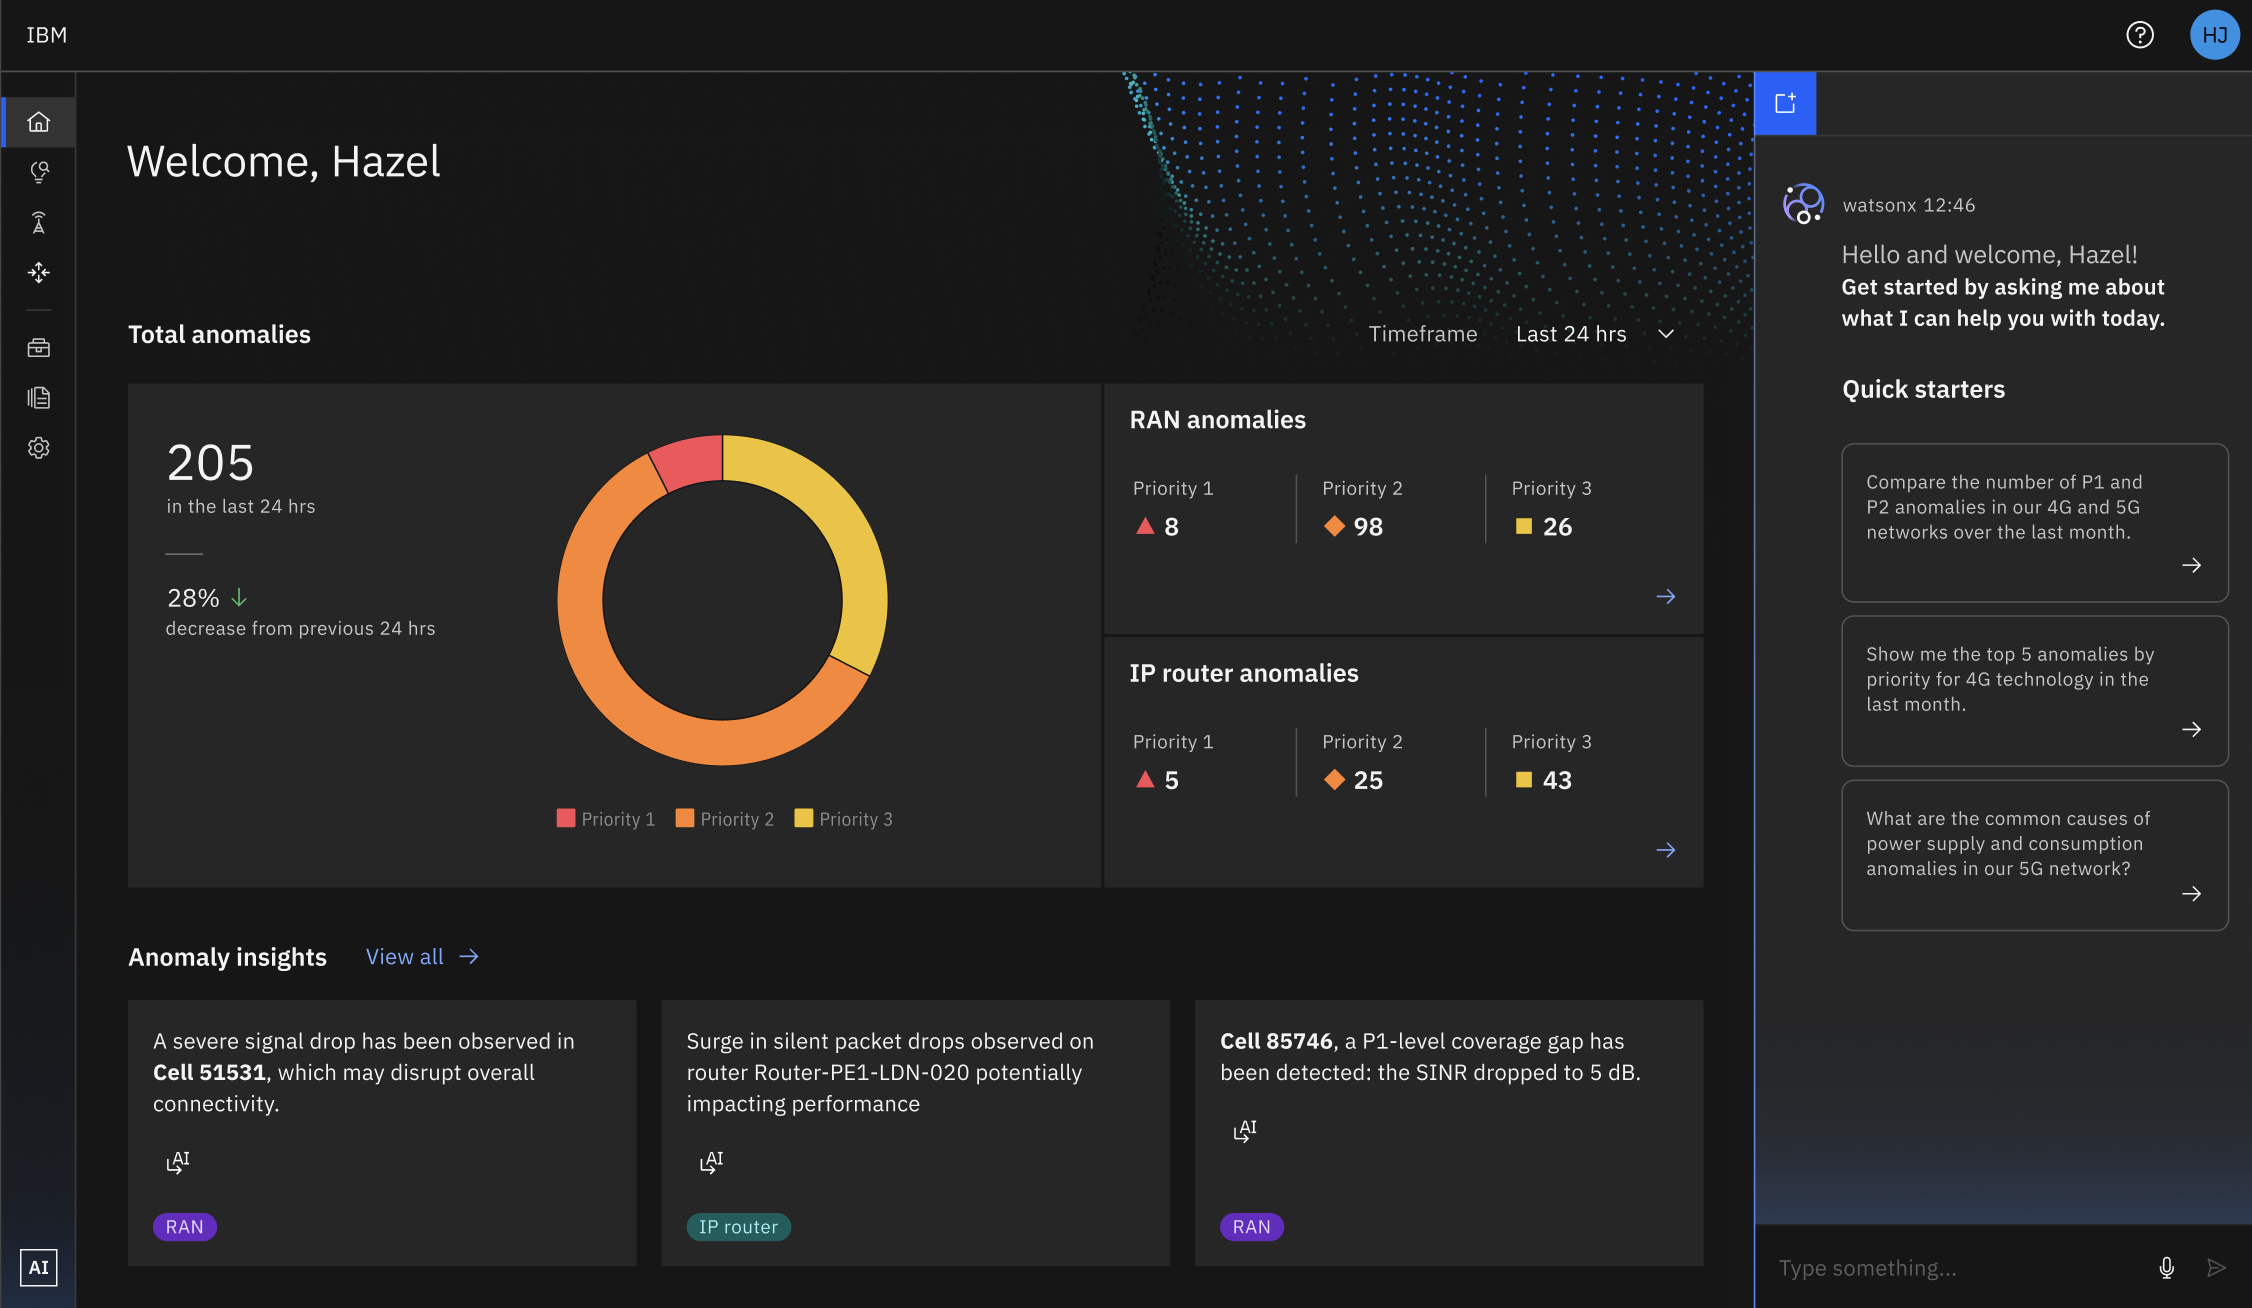 IBM
HJ
Welcome, Hazel
Total anomalies
Timeframe Last 24 hrs
205
in the last 24 hrs
28%
decrease from previous 24 hrs
Priority 1 Priority 2 Priority 3
RAN anomalies
Priority 1 Priority 2 Priority 3
8 98 26
IP router anomalies
Priority 1 Priority 2 Priority 3
5 25 43
Anomaly insights View all
A severe signal drop has been observed in
Cell 51531, which may disrupt overall
connectivity.
AI
RAN
Surge in silent packet drops observed on
router Router-PE1-LDN-020 potentially
impacting performance
AI
IP router
Cell 85746, a P1-level coverage gap has
been detected: the SINR dropped to 5 dB.
AI
RAN
AI
watsonx 12:46
Hello and welcome, Hazel!
Get started by asking me about
what I can help you with today.
Quick starters
Compare the number of P1 and
P2 anomalies in our 4G and 5G
networks over the last month.
Show me the top 5 anomalies by
priority for 4G technology in the
last month.
What are the common causes of
power supply and consumption
anomalies in our 5G network?
Type something...